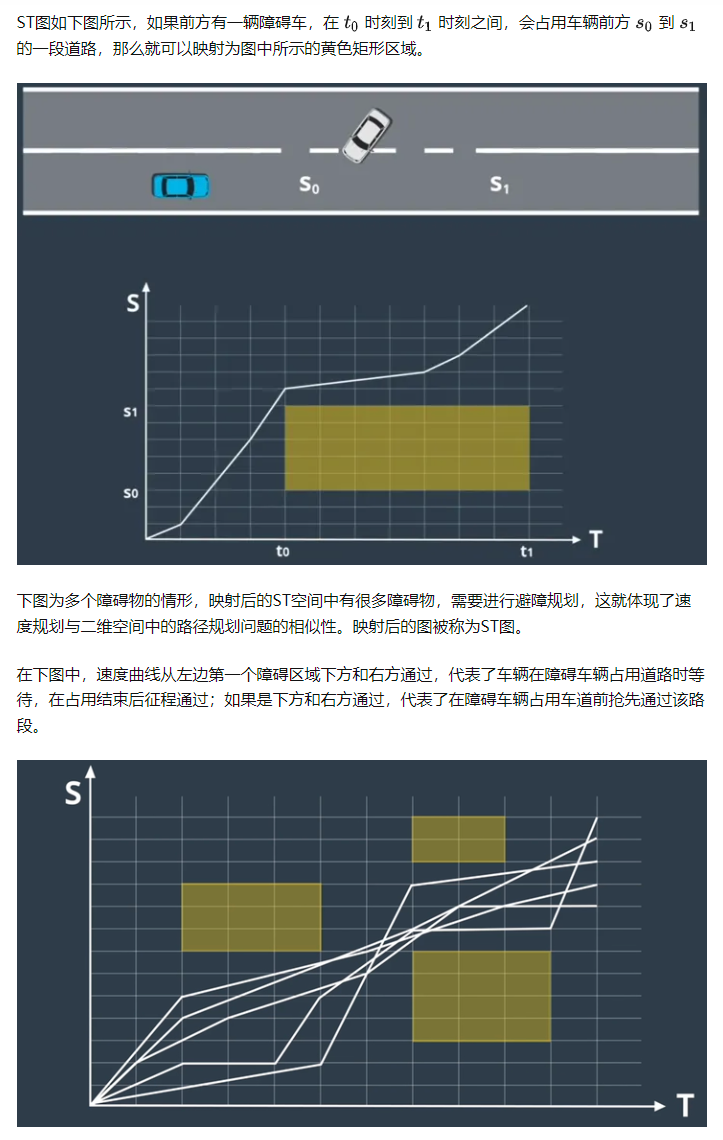 ST图如下图所示，如果前方有一辆障碍车，在 t0 时刻到 t1 时刻之间，会占用车辆前方 s0 到 s1
的一段道路，那么就可以映射为图中所示的黄色矩形区域。
S0
S1
S
S1
S0
t0
t1
T
下图为多个障碍物的情形，映射后的ST空间中有很多障碍物，需要进行避障规划，这就体现了速
度规划与二维空间中的路径规划问题的相似性。映射后的图被称为ST图。
在下图中，速度曲线从左边第一个障碍区域下方和右方通过，代表了车辆在障碍车辆占用道路时等
待，在占用结束后征程通过；如果是下方和右方通过，代表了在障碍车辆占用车道前抢先通过该路
段。
S
T